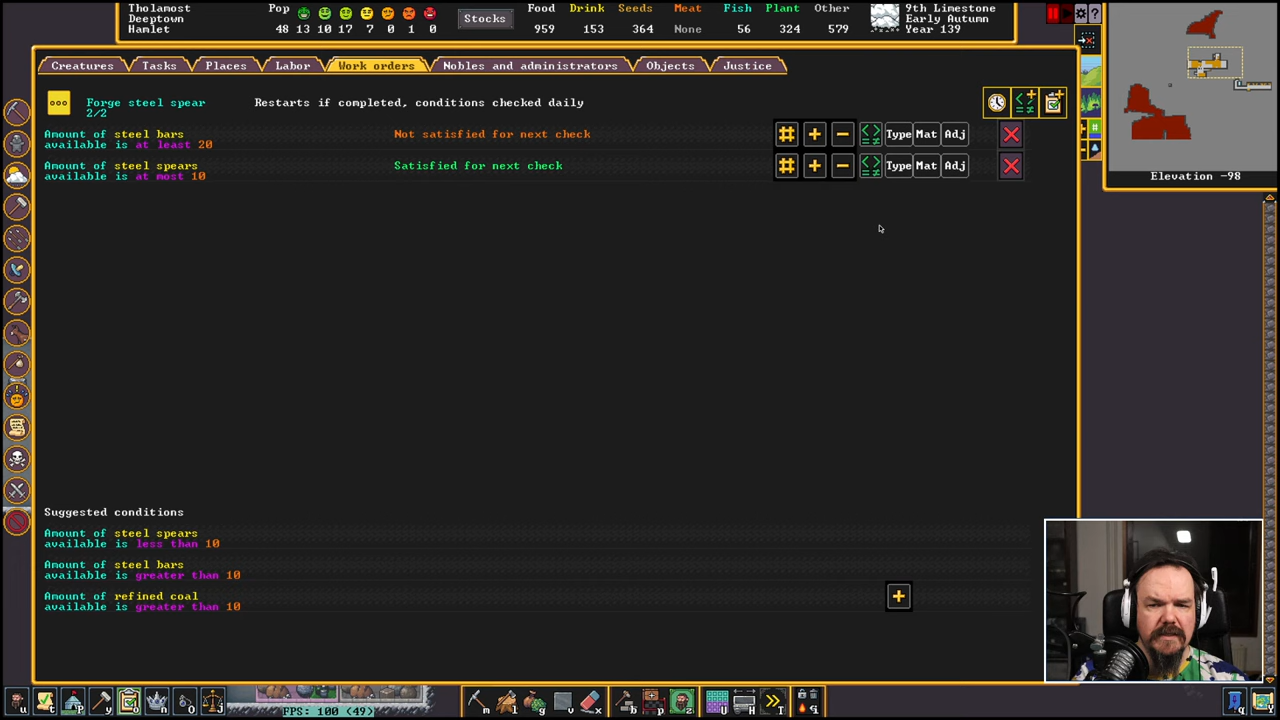 Tholamost
Deeptown
Hamlet
Pop
48 13 10 17 7 0 1 0
Stocks
Food Drink Seeds Meat Fish Plant Other
959 153 364 None 56 324 579
9th Limestone
Early Autumn
Year 139
Creatures Tasks Places Labor Work orders Nobles and administrators Objects Justice
Forge steel spear Restarts if completed, conditions checked daily
2/2
Amount of steel bars Not satisfied for next check
available is at least 20
Type Mat Adj
Amount of steel spears Satisfied for next check
available is at most 10
Type Mat Adj
Elevation -98
Suggested conditions
Amount of steel spears
available is less than 10
Amount of steel bars
available is greater than 10
Amount of refined coal
available is greater than 10
FPS: 100 (49)